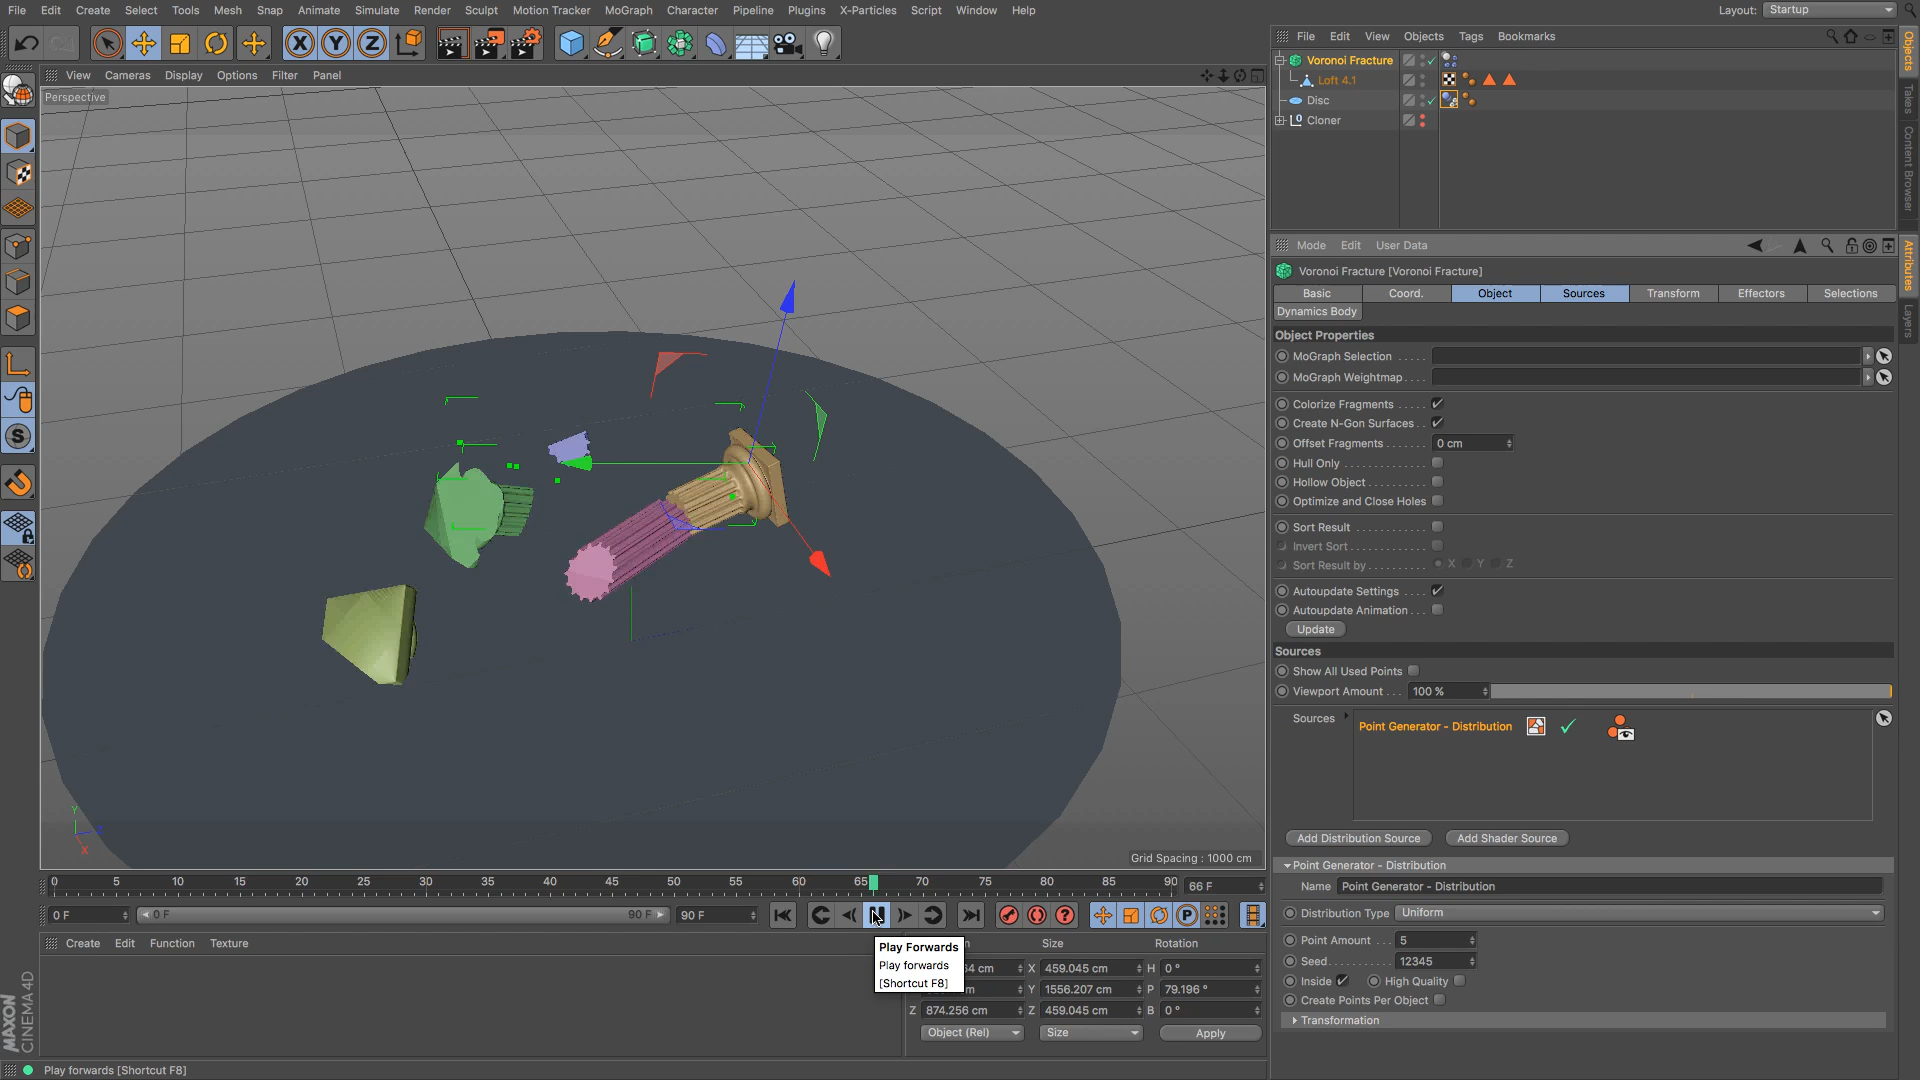 File Edit Create Select Tools Mesh Snap Animate Simulate Render Sculpt Motion Tracker MoGraph Character Pipeline Plugins X-Particles Script Window Help Layout: Startup
View Cameras Display Options Filter Panel
Perspective
Grid Spacing : 1000 cm
0 5 10 15 20 25 30 35 40 45 50 55 60 65 70 75 80 85 90 66 F
0 F 0 F 90 F 90 F
Create Edit Function Texture
Play Forwards
Play forwards
[Shortcut F8]
Size Rotation
X 459.045 cm H 0 °
Y 1556.207 cm P 79.196 °
Z 874.256 cm Z 459.045 cm B 0 °
Object (Rel) Size Apply
MAXON
CINEMA 4D
Play forwards [Shortcut F8]
File Edit View Objects Tags Bookmarks
Voronoi Fracture
Loft 4.1
Disc
Cloner
Objects
Takes
Content Browser
Attributes
Layers
Mode Edit User Data
Voronoi Fracture [Voronoi Fracture]
Basic Coord. Object Sources Transform Effectors Selections
Dynamics Body
Object Properties
MoGraph Selection
MoGraph Weightmap
Colorize Fragments
Create N-Gon Surfaces
Offset Fragments 0 cm
Hull Only
Hollow Object
Optimize and Close Holes
Sort Result
Invert Sort
Sort Result by X Y Z
Autoupdate Settings
Autoupdate Animation
Update
Sources
Show All Used Points
Viewport Amount 100 %
Sources Point Generator - Distribution
Add Distribution Source Add Shader Source
Point Generator - Distribution
Name Point Generator - Distribution
Distribution Type Uniform
Point Amount 5
Seed 12345
Inside High Quality
Create Points Per Object
Transformation